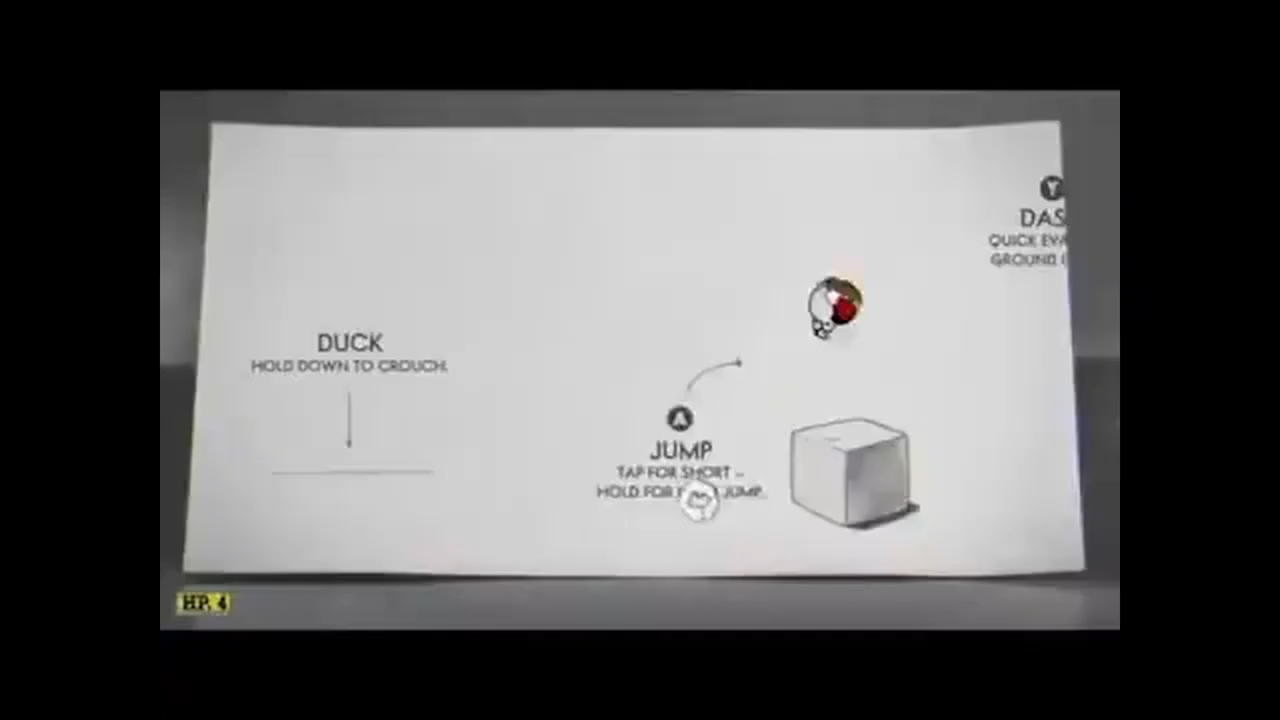 DUCK
HOLD DOWN TO CROUCH.
A
JUMP
TAP FOR SHORT –
HOLD FOR JUMP.
Y
DAS
QUICK EVA
GROUND
HP. 4